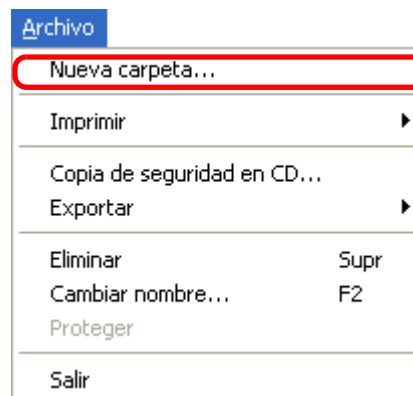 Archivo
Nueva carpeta...
Imprimir
Copia de seguridad en CD...
Exportar
Eliminar Supr
Cambiar nombre... F2
Proteger
Salir